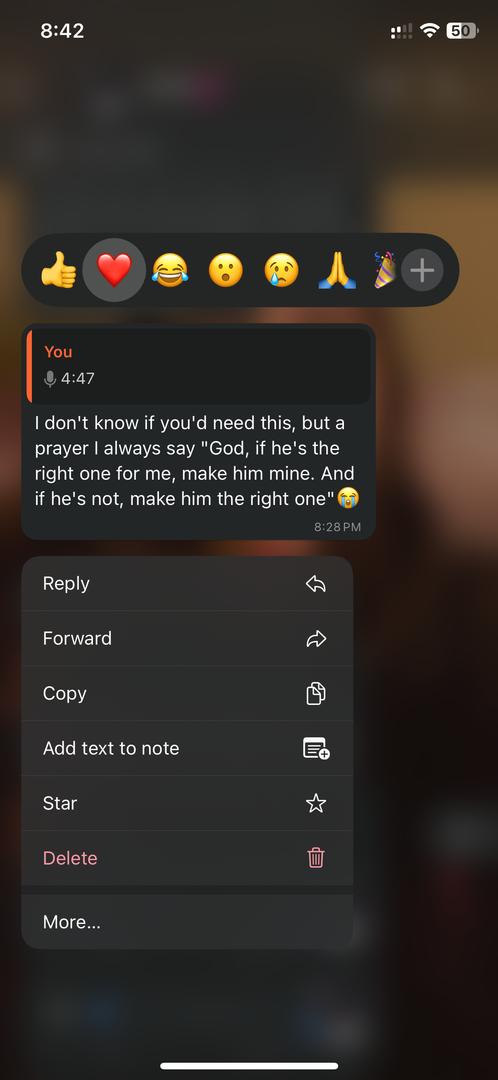 8:42
50
You
4:47
I don't know if you'd need this, but a
prayer I always say "God, if he's the
right one for me, make him mine. And
if he's not, make him the right one"😭
8:28 PM
Reply
Forward
Copy
Add text to note
Star
Delete
More...